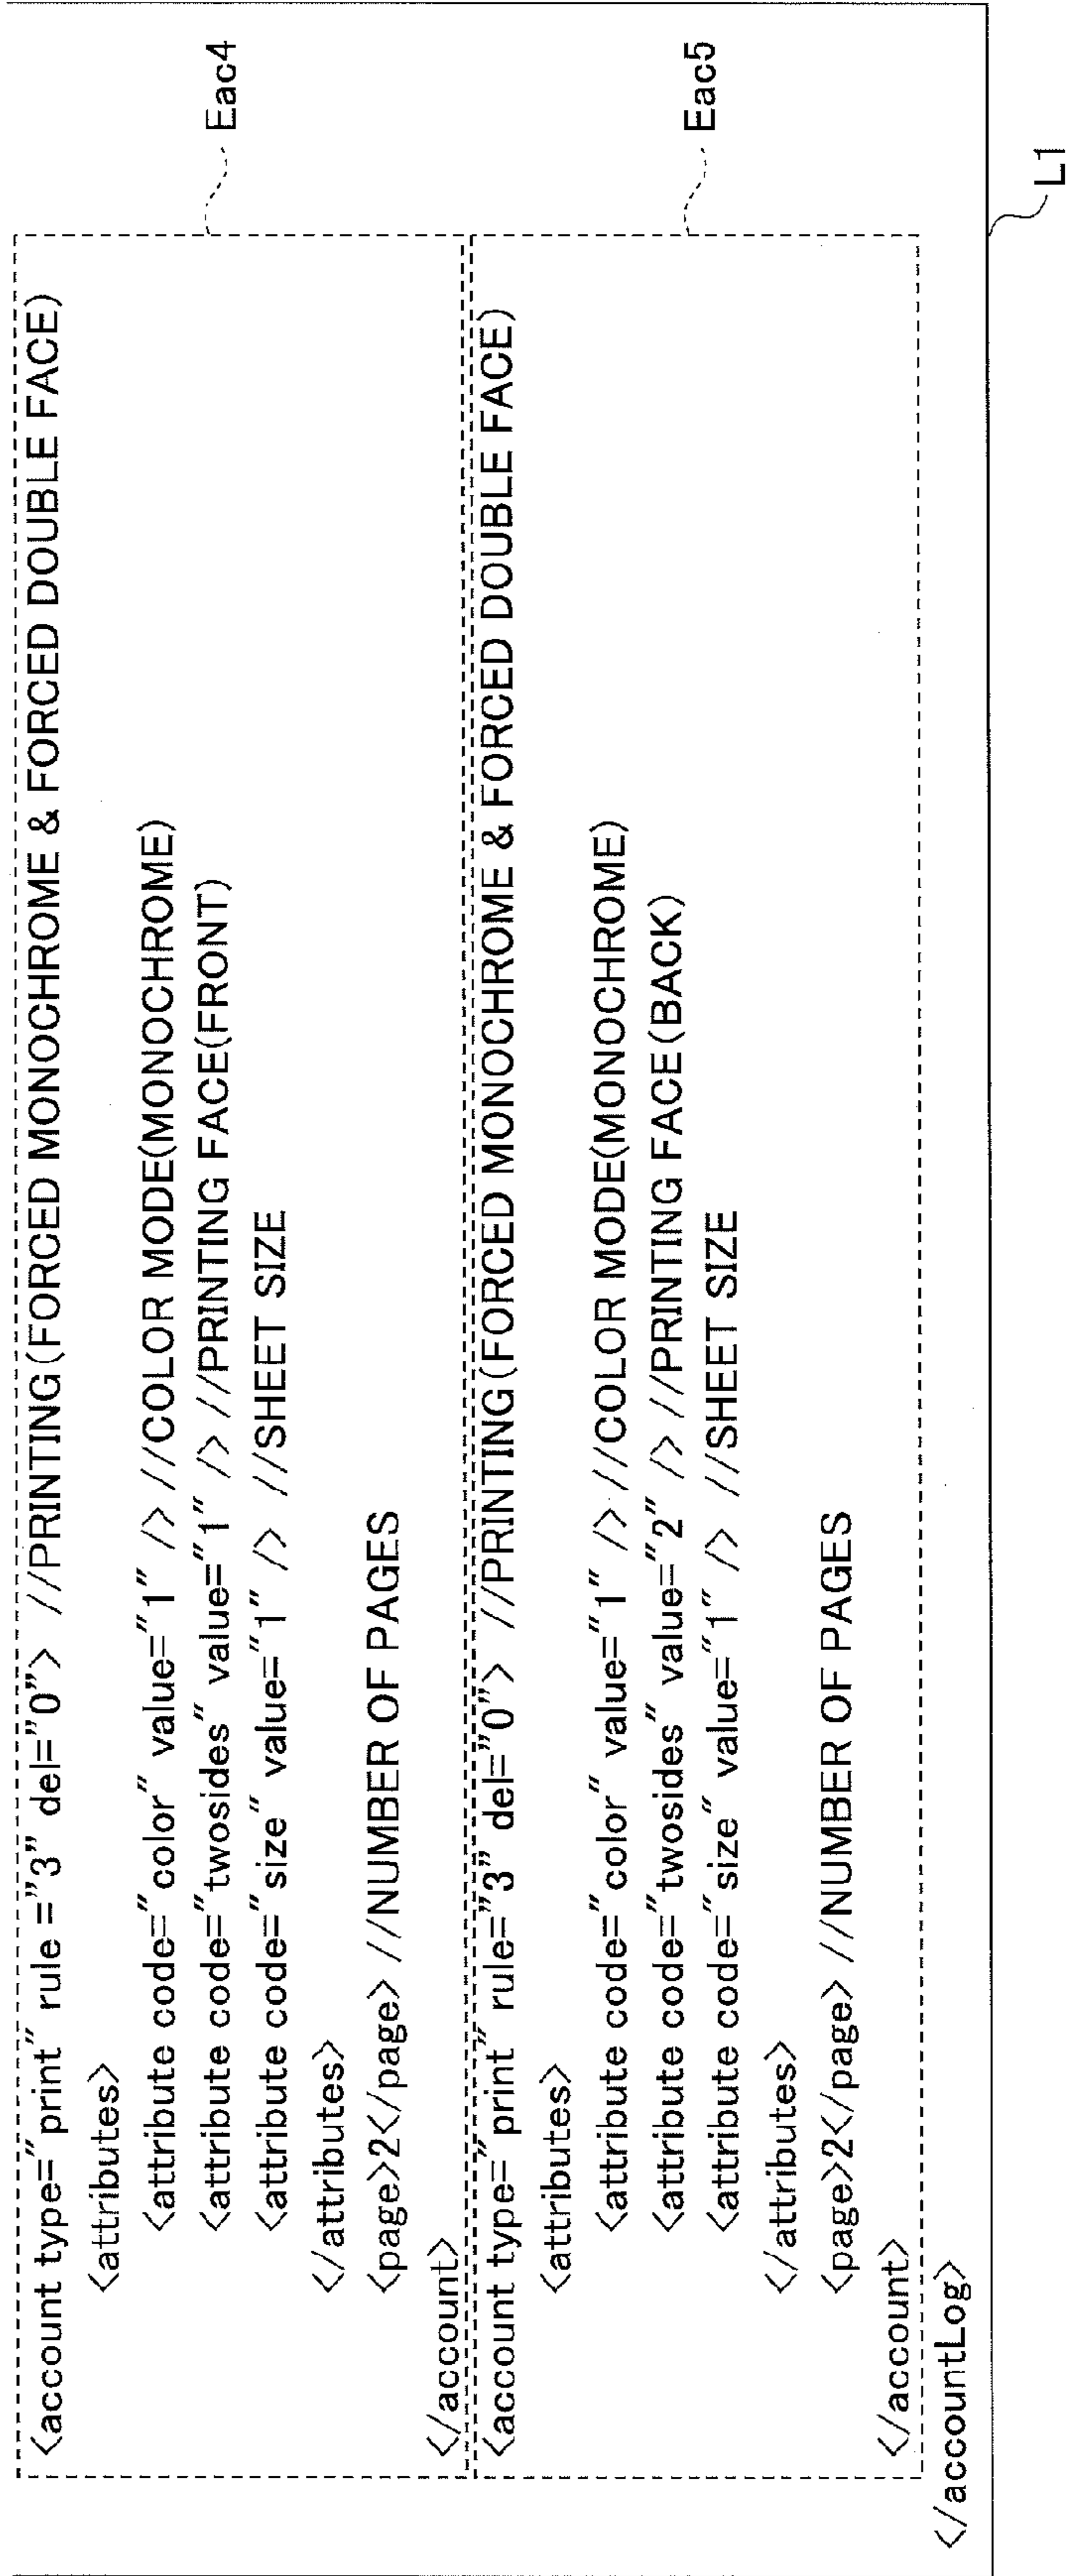 <account type="print" rule ="3" del="0"> //PRINTING(FORCED MONOCHROME & FORCED DOUBLE FACE)
<attributes>
<attribute code="color" value="1" /> //COLOR MODE(MONOCHROME)
<attribute code="twosides" value="1" /> //PRINTING FACE(FRONT)
<attribute code="size" value="1" /> //SHEET SIZE
</attributes>
<page>2</page> //NUMBER OF PAGES
</account>
Eac4
<account type="print" rule="3" del="0"> //PRINTING(FORCED MONOCHROME & FORCED DOUBLE FACE)
<attributes>
<attribute code="color" value="1" /> //COLOR MODE(MONOCHROME)
<attribute code="twosides" value="2" /> //PRINTING FACE(BACK)
<attribute code="size" value="1" /> //SHEET SIZE
</attributes>
<page>2</page> //NUMBER OF PAGES
</account>
Eac5
</accountLog>
L1